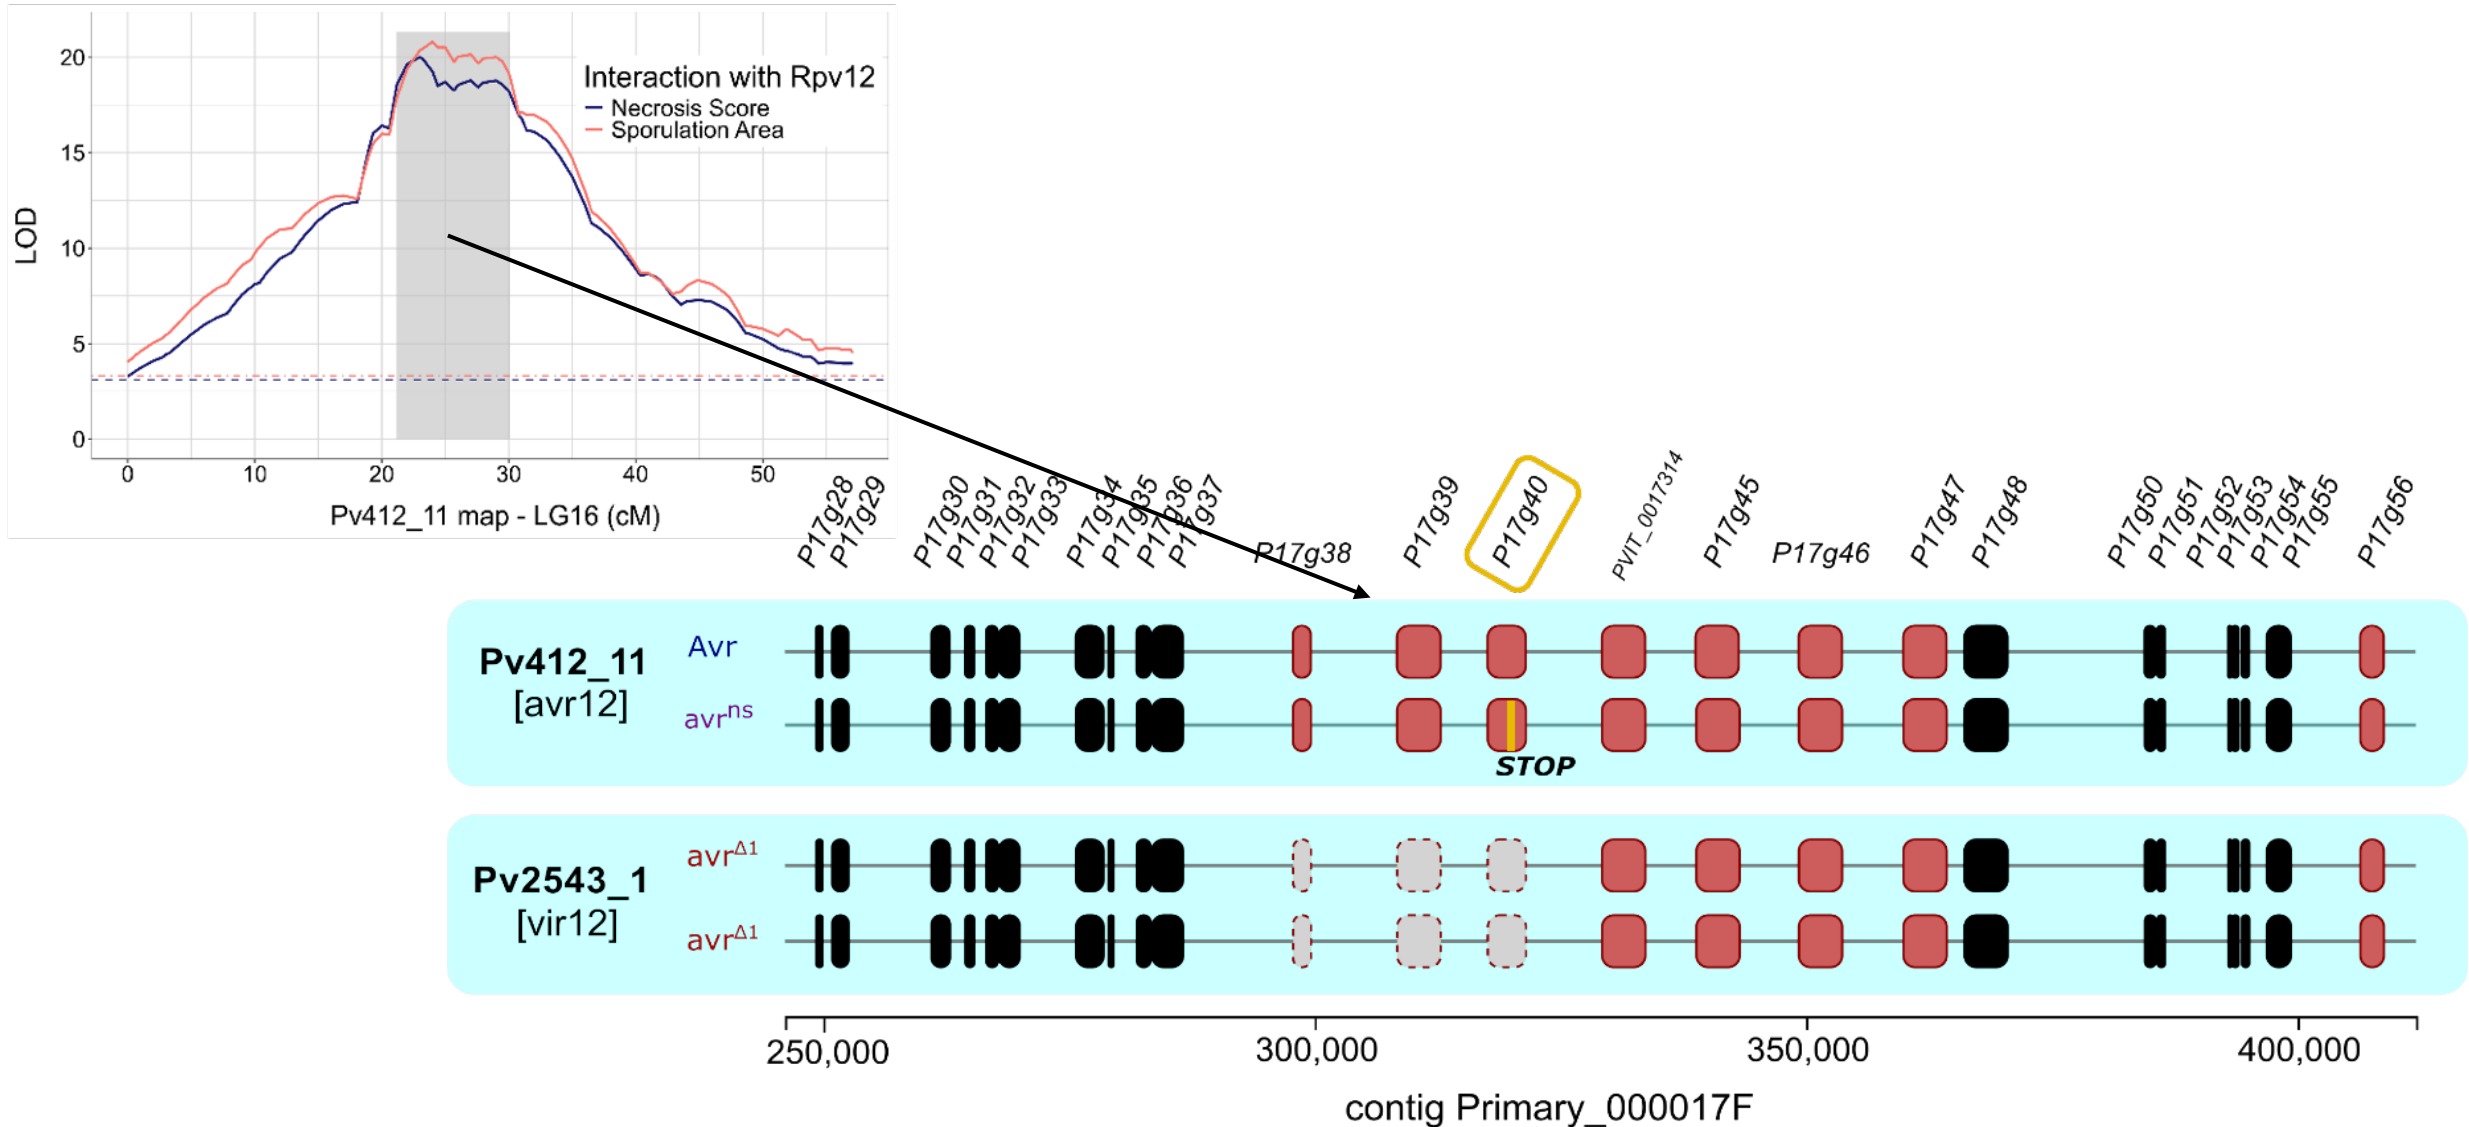 20
15
10
5
0
LOD
Interaction with Rpv12
Necrosis Score
Sporulation Area
0 10 20 30 40 50
Pv412_11 map - LG16 (cM)
P17g28 P17g29 P17g30 P17g31 P17g32 P17g33 P17g34 P17g35 P17g36 P17g37 P17g38 P17g39 P17g40 PVIT_0017314 P17g45 P17g46 P17g47 P17g48 P17g50 P17g51 P17g52 P17g53 P17g54 P17g55 P17g56
Pv412_11
[avr12]
Avr
avrns
STOP
Pv2543_1
[vir12]
avrΔ1
avrΔ1
250,000 300,000 350,000 400,000
contig Primary_000017F